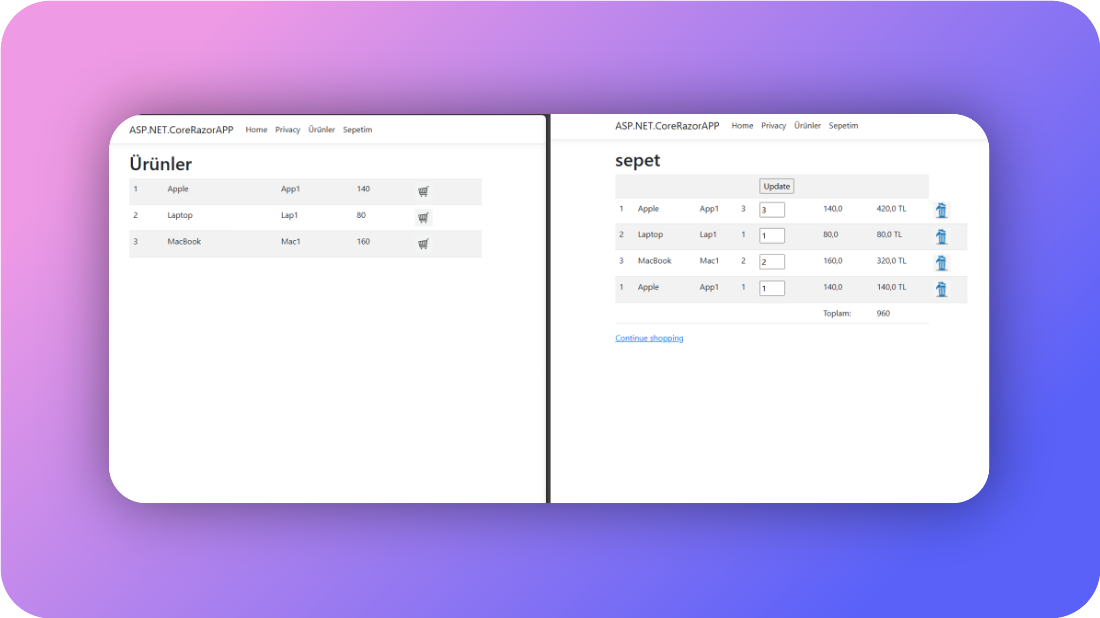 ASP.NET.CoreRazorAPP Home Privacy Ürünler Sepetim
Ürünler
1 Apple App1 140
2 Laptop Lap1 80
3 MacBook Mac1 160
ASP.NET.CoreRazorAPP Home Privacy Ürünler Sepetim
sepet
Update
1 Apple App1 3 3 140,0 420,0 TL
2 Laptop Lap1 1 1 80,0 80,0 TL
3 MacBook Mac1 2 2 160,0 320,0 TL
1 Apple App1 1 1 140,0 140,0 TL
Toplam: 960
Continue shopping